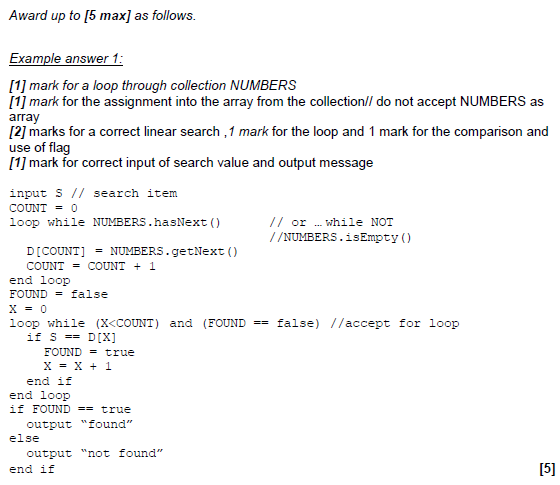 Award up to [5 max] as follows.
Example answer 1:
[1] mark for a loop through collection NUMBERS
[1] mark for the assignment into the array from the collection// do not accept NUMBERS as
array
[2] marks for a correct linear search ,1 mark for the loop and 1 mark for the comparison and
use of flag
[1] mark for correct input of search value and output message
input S // search item
COUNT = 0
loop while NUMBERS.hasNext() // or … while NOT
//NUMBERS.isEmpty()
D[COUNT] = NUMBERS.getNext()
COUNT = COUNT + 1
end loop
FOUND = false
X = 0
loop while (X<COUNT) and (FOUND == false) //accept for loop
if S == D[X]
FOUND = true
X = X + 1
end if
end loop
if FOUND == true
output “found”
else
output “not found”
end if [5]